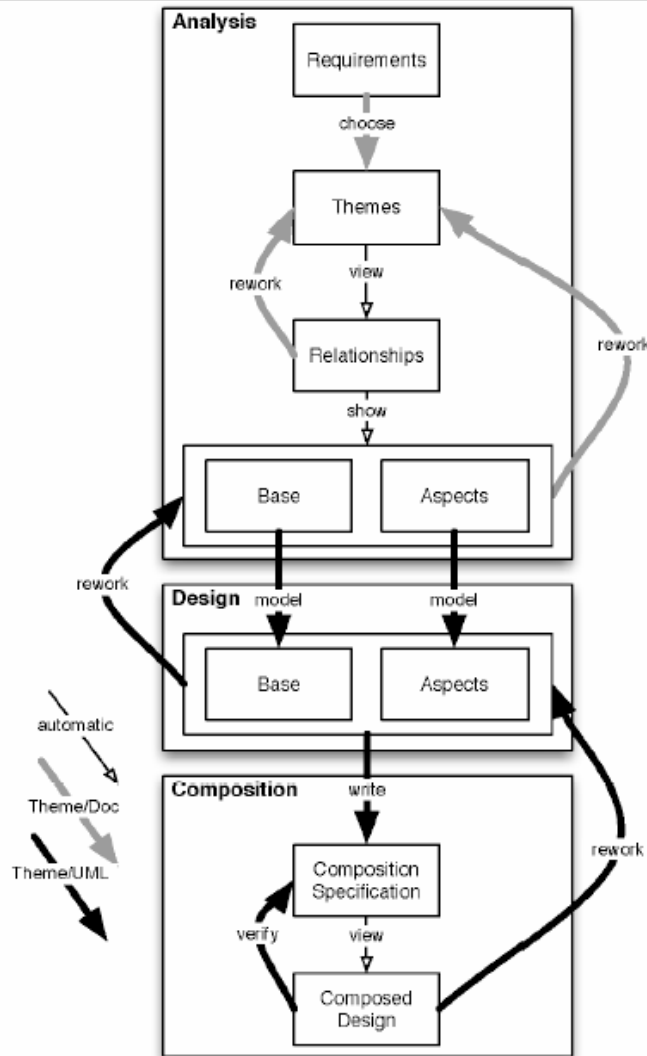 Analysis
Requirements
choose
Themes
view
rework
Relationships
rework
show
Base
Aspects
rework
Design
model
model
Base
Aspects
automatic
Theme/Doc
Theme/UML
Composition
write
Composition
Specification
rework
verify
view
Composed
Design